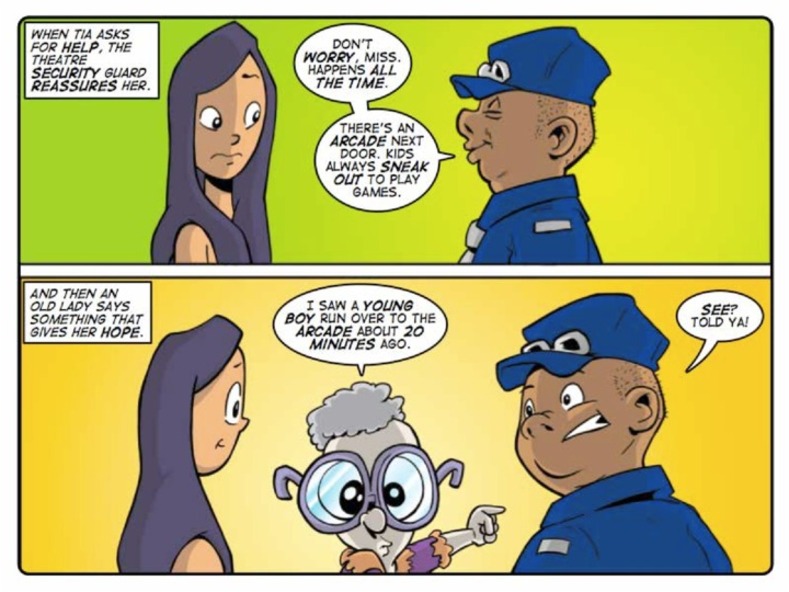 WHEN TIA ASKS
FOR HELP, THE
THEATRE
SECURITY GUARD
REASSURES HER.
DON'T
WORRY, MISS.
HAPPENS ALL
THE TIME.
THERE'S AN
ARCADE NEXT
DOOR. KIDS
ALWAYS SNEAK
OUT TO PLAY
GAMES.
AND THEN AN
OLD LADY SAYS
SOMETHING THAT
GIVES HER HOPE.
I SAW A YOUNG
BOY RUN OVER TO THE
ARCADE ABOUT 20
MINUTES AGO.
SEE?
TOLD YA!